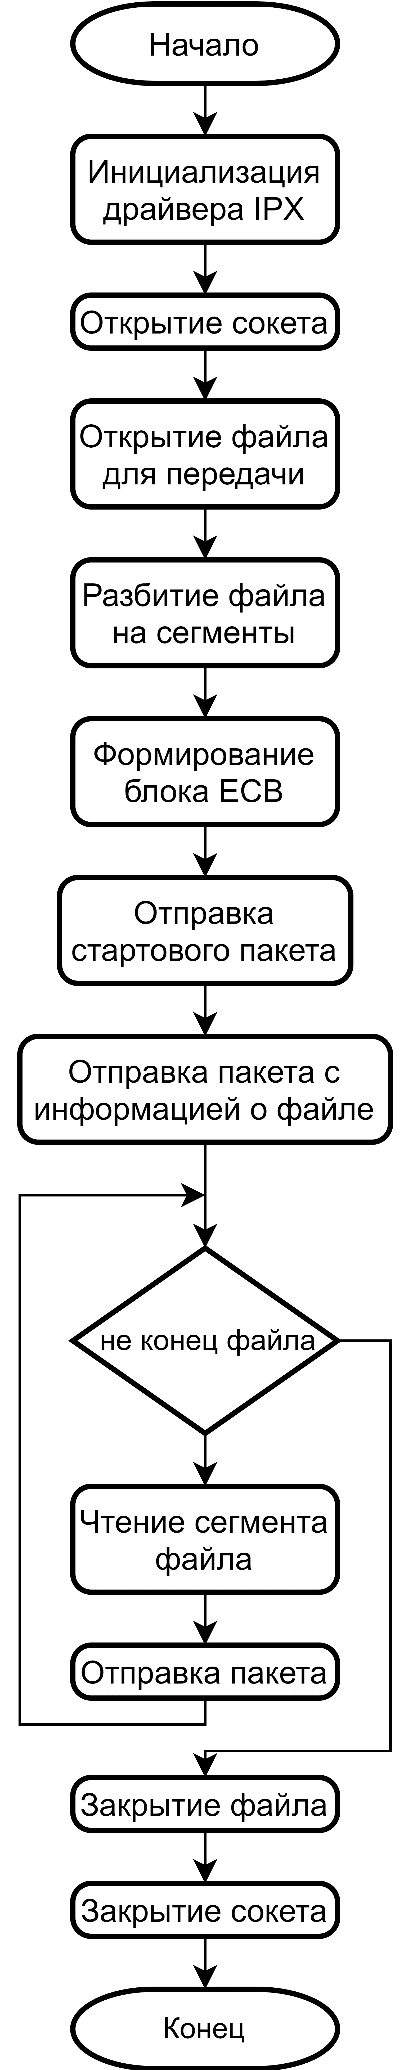 Начало
Инициализация
драйвера IPX
Открытие сокета
Открытие файла
для передачи
Разбитие файла
на сегменты
Формирование
блока ECB
Отправка
стартового пакета
Отправка пакета с
информацией о файле
не конец файла
Чтение сегмента
файла
Отправка пакета
Закрытие файла
Закрытие сокета
Конец